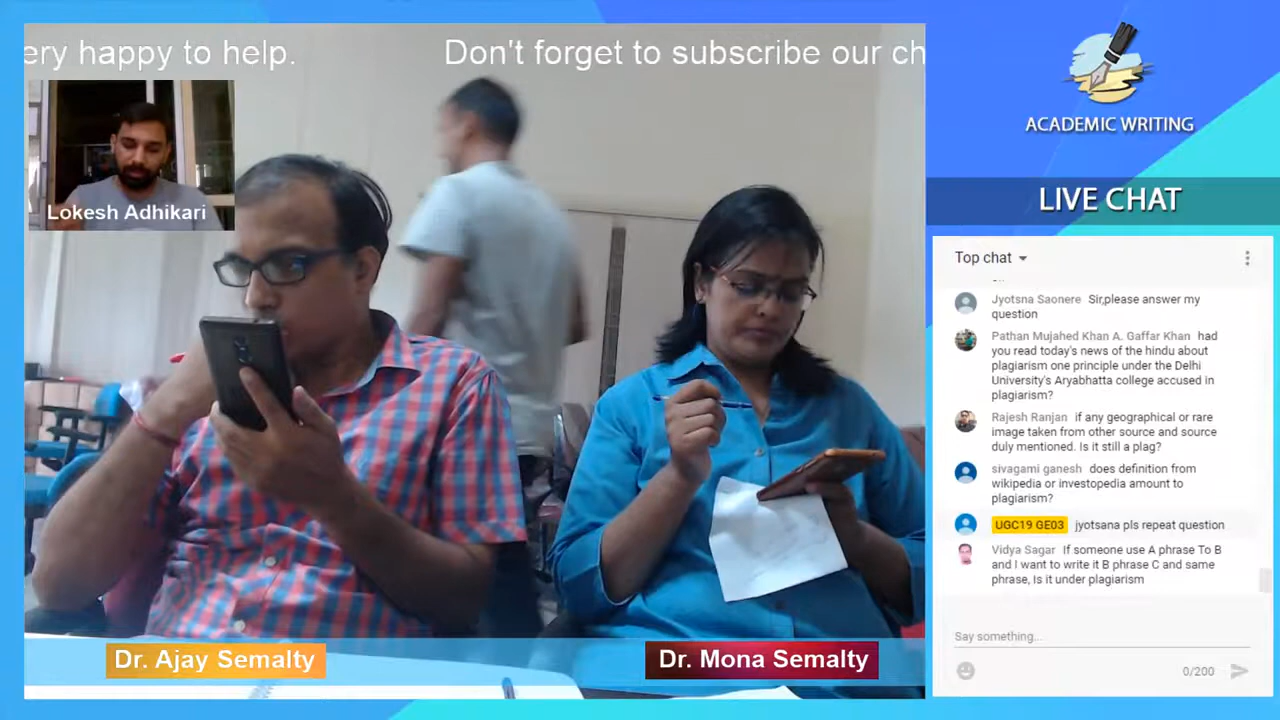 ery happy to help. Don't forget to subscribe our ch
Lokesh Adhikari
Dr. Ajay Semalty
Dr. Mona Semalty
ACADEMIC WRITING
LIVE CHAT
Top chat
Jyotsna Saonere Sir,please answer my
question
Pathan Mujahed Khan A. Gaffar Khan had
you read today's news of the hindu about
plagiarism one principle under the Delhi
University's Aryabhatta college accused in
plagiarism?
Rajesh Ranjan if any geographical or rare
image taken from other source and source
duly mentioned. Is it still a plag?
sivagami ganesh does definition from
wikipedia or investopedia amount to
plagiarism?
UGC19 GE03 jyotsana pls repeat question
Vidya Sagar If someone use A phrase To B
and I want to write it B phrase C and same
phrase, Is it under plagiarism
Say something...
0/200